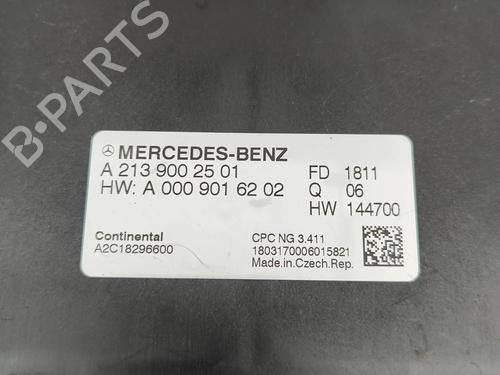 MERCEDES-BENZ
A 213 900 25 01 FD 1811
HW: A 000 901 62 02 Q 06
HW 144700
Continental CPC NG 3.411
A2C18296600 1803170006015821
Made in Czech Rep.
B-PARTS